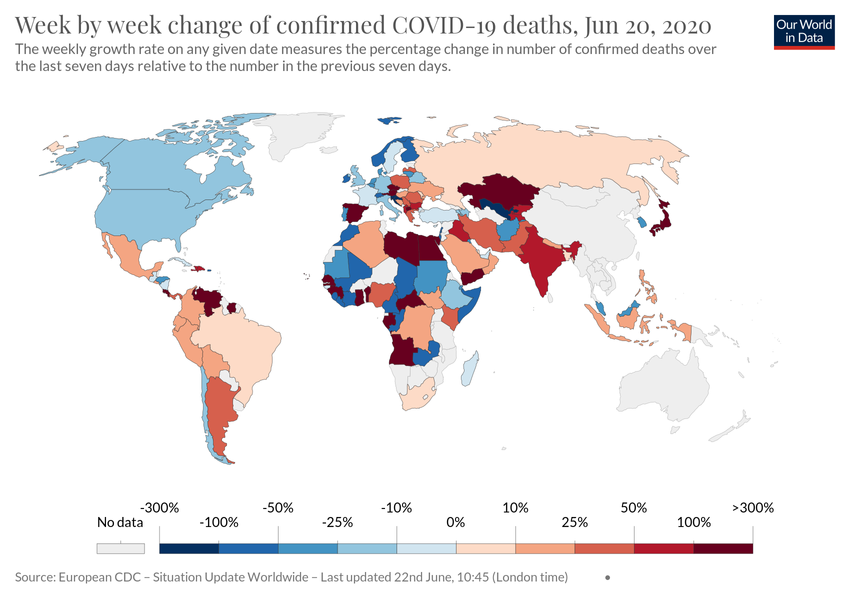 Week by week change of confirmed COVID-19 deaths, Jun 20, 2020
Our World
in Data
The weekly growth rate on any given date measures the percentage change in number of confirmed deaths over
the last seven days relative to the number in the previous seven days.
-300% -50% -10% 10% 50% >300%
No data -100% -25% 0% 25% 100%
Source: European CDC – Situation Update Worldwide – Last updated 22nd June, 10:45 (London time) •